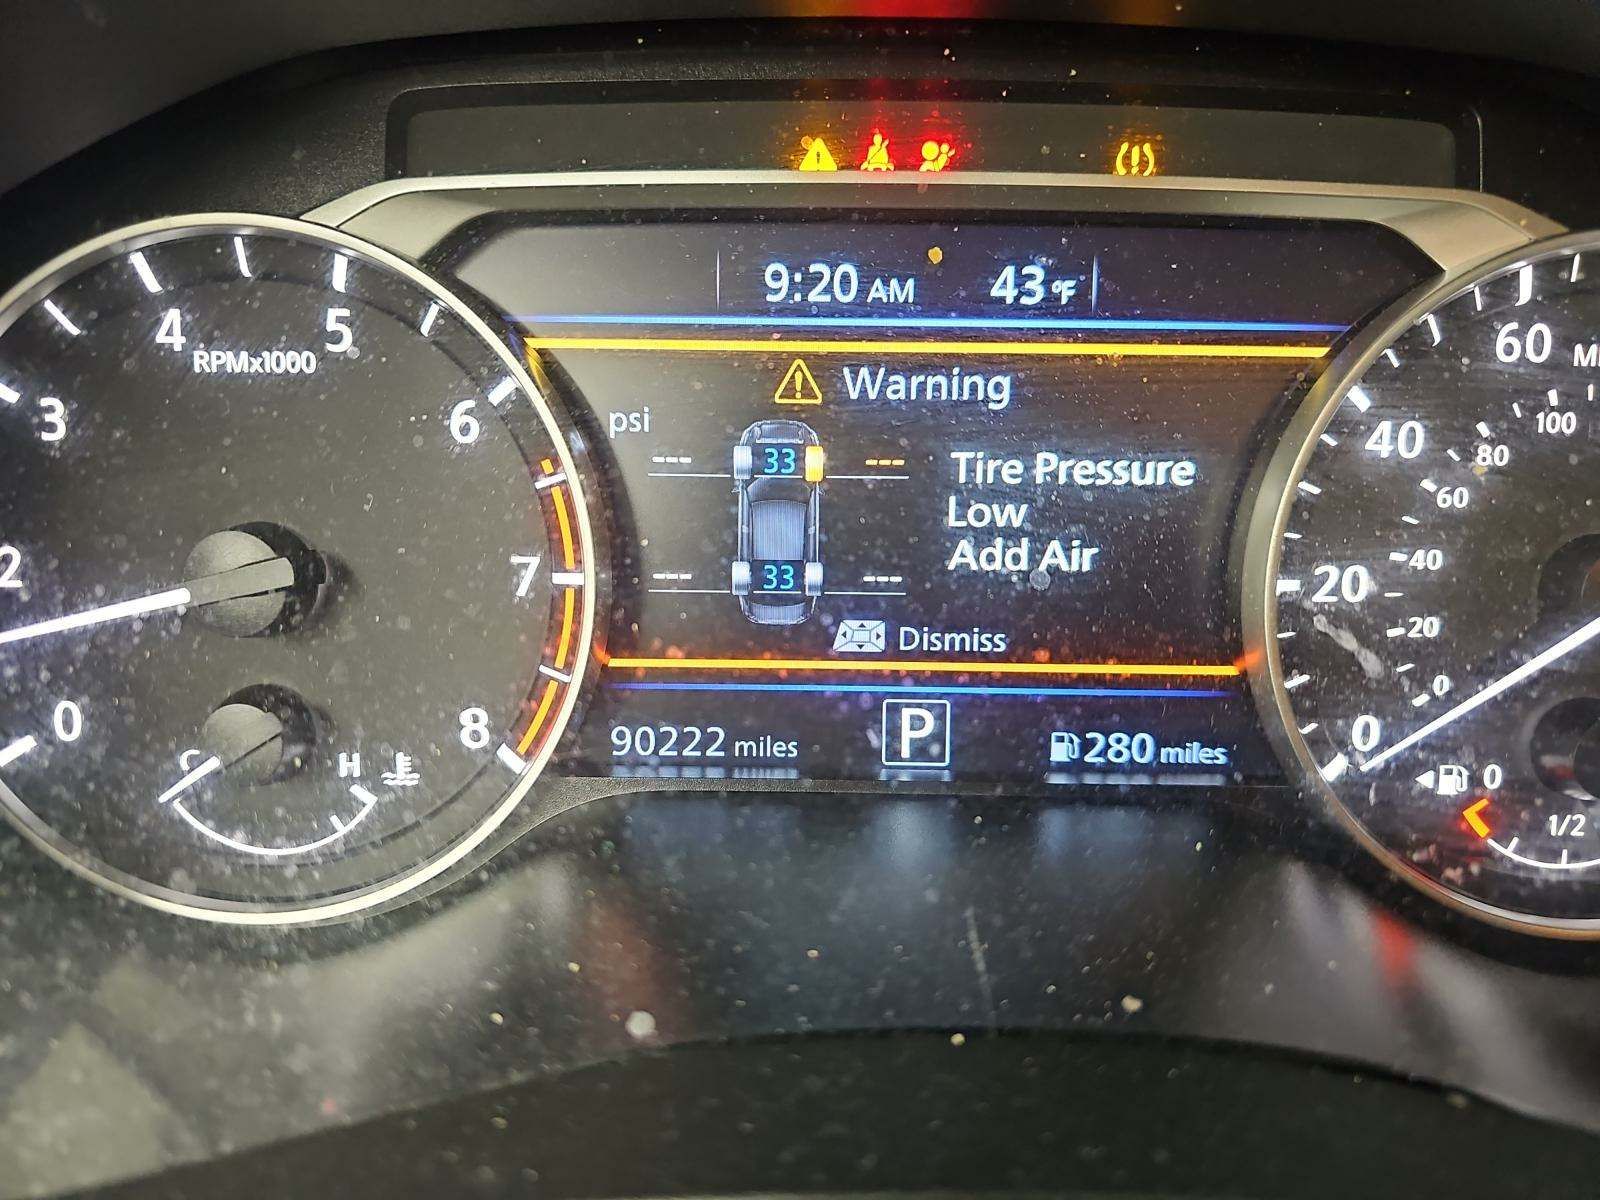 9:20 AM 43 °F
Warning
psi
--- 33 ---
Tire Pressure
Low
Add Air
--- 33 ---
Dismiss
90222 miles P 280 miles
0 2 3 4 5 6 7 8
RPMx1000
C H
0 20 40 60
0 20 40 60 80 100
0 1/2